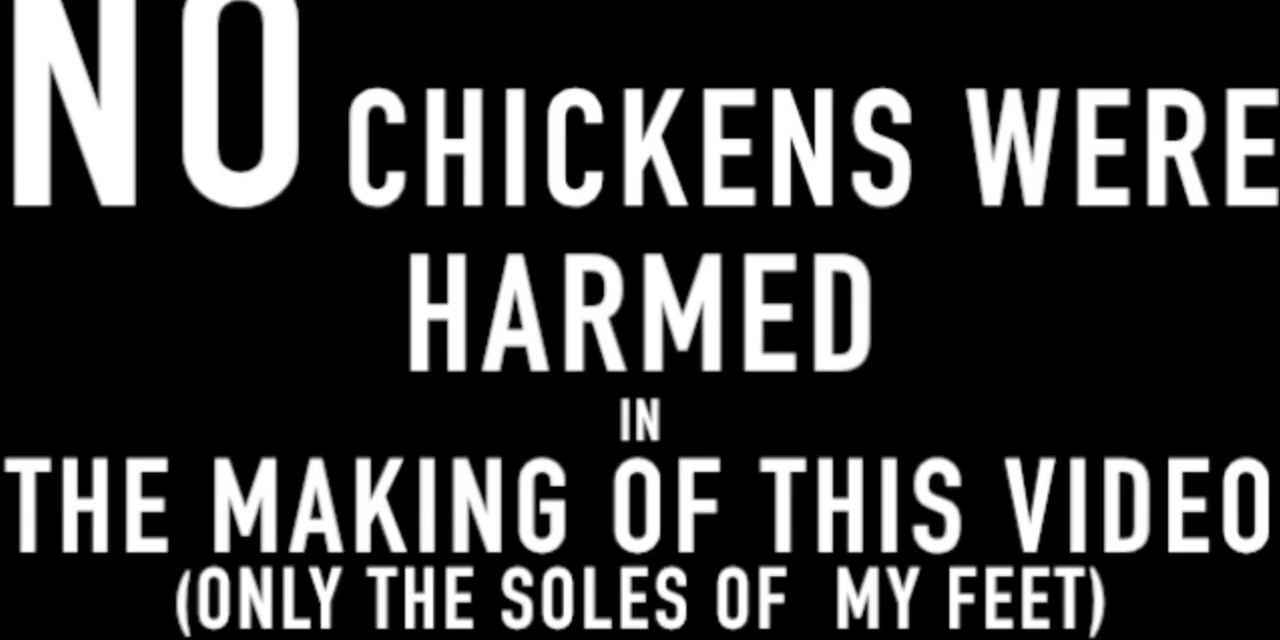 NO CHICKENS WERE
HARMED
IN
THE MAKING OF THIS VIDEO
(ONLY THE SOLES OF MY FEET)